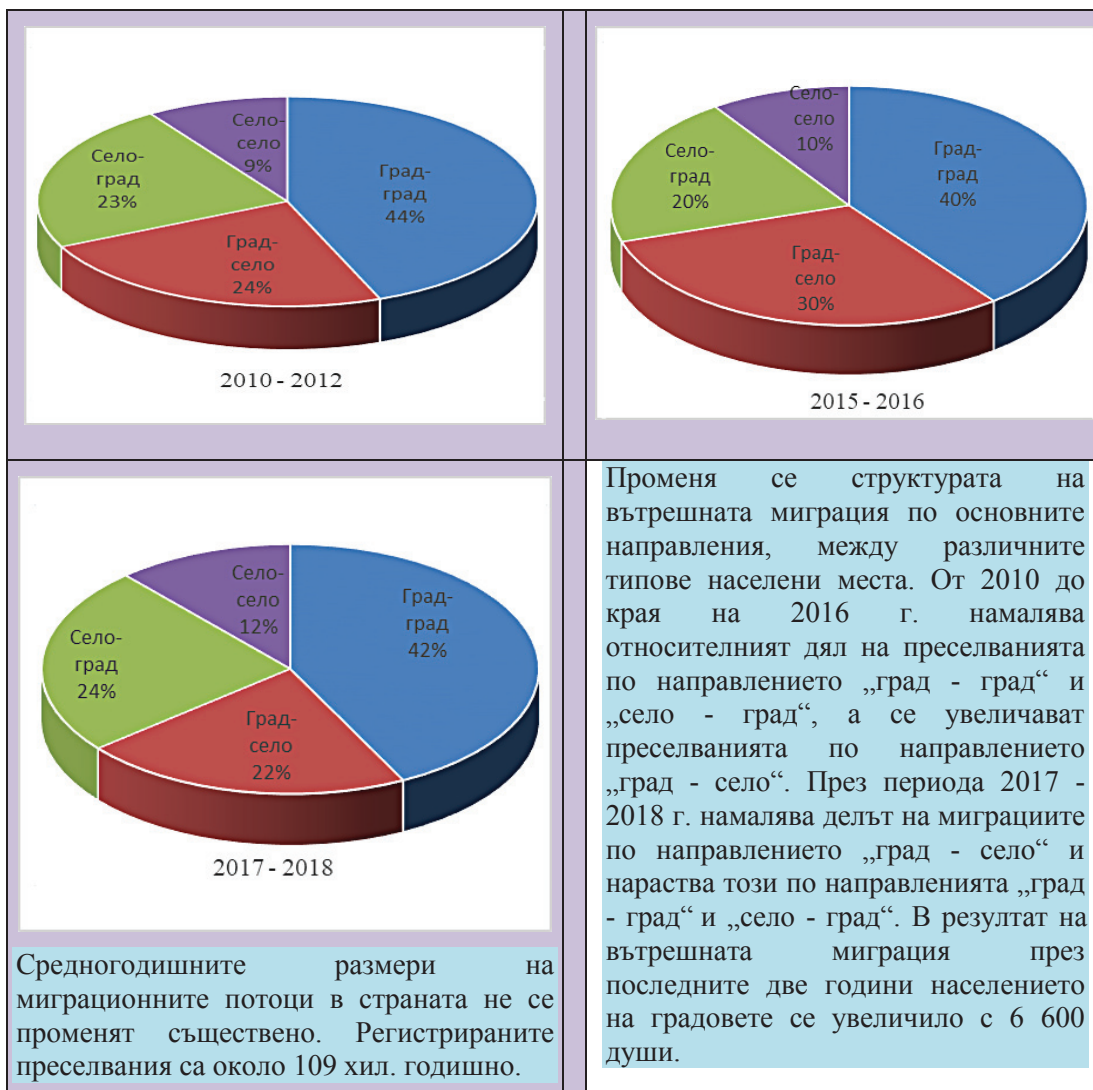 Село-
село
9%
Село-
град
23%
Град-
град
44%
Град-
село
24%
2010 - 2012
Село-
село
10%
Село-
град
20%
Град-
град
40%
Град-
село
30%
2015 - 2016
Село-
село
12%
Село-
град
24%
Град-
град
42%
Град-
село
22%
2017 - 2018
Средногодишните размери на
миграционните потоци в страната не се
променят съществено. Регистрираните
преселвания са около 109 хил. годишно.
Променя се структурата на
вътрешната миграция по основните
направления, между различните
типове населени места. От 2010 до
края на 2016 г. намалява
относителният дял на преселванията
по направлението „град - град“ и
„село - град“, а се увеличават
преселванията по направлението
„град - село“. През периода 2017 -
2018 г. намалява делът на миграциите
по направлението „град - село“ и
нараства този по направленията „град
- град“ и „село - град“. В резултат на
вътрешната миграция през
последните две години населението
на градовете се увеличило с 6 600
души.